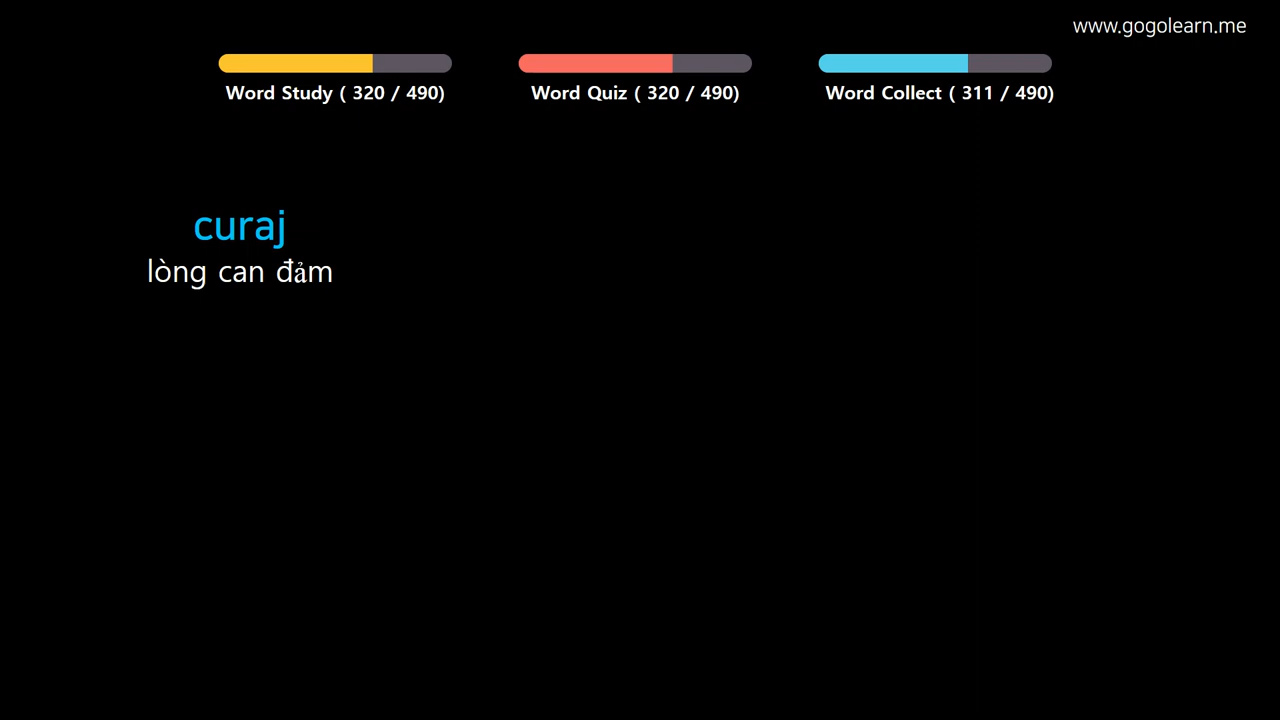 www.gogolearn.me
Word Study ( 320 / 490)
Word Quiz ( 320 / 490)
Word Collect ( 311 / 490)
curaj
lòng can đảm